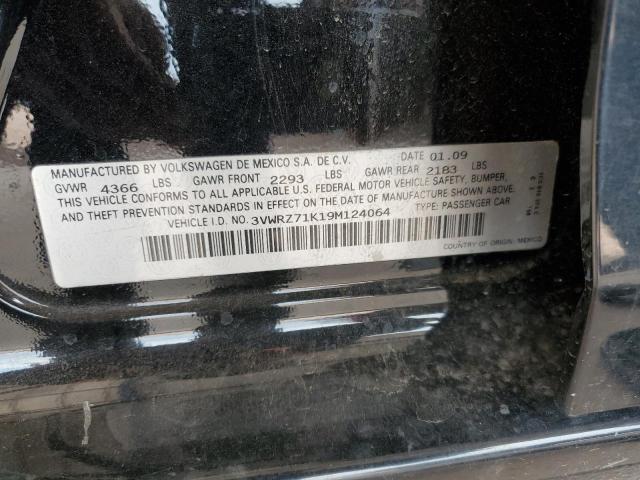 MANUFACTURED BY VOLKSWAGEN DE MEXICO S.A. DE C.V. DATE 01.09
GVWR 4366 LBS GAWR FRONT 2293 LBS GAWR REAR 2183 LBS
THIS VEHICLE CONFORMS TO ALL APPLICABLE U.S. FEDERAL MOTOR VEHICLE SAFETY, BUMPER,
AND THEFT PREVENTION STANDARDS IN EFFECT ON THE DATE OF MANUFACTURE SHOWN ABOVE.
VEHICLE I.D. NO. 3VWRZ71K19M124064 TYPE: PASSENGER CAR
COUNTRY OF ORIGIN: MEXICO